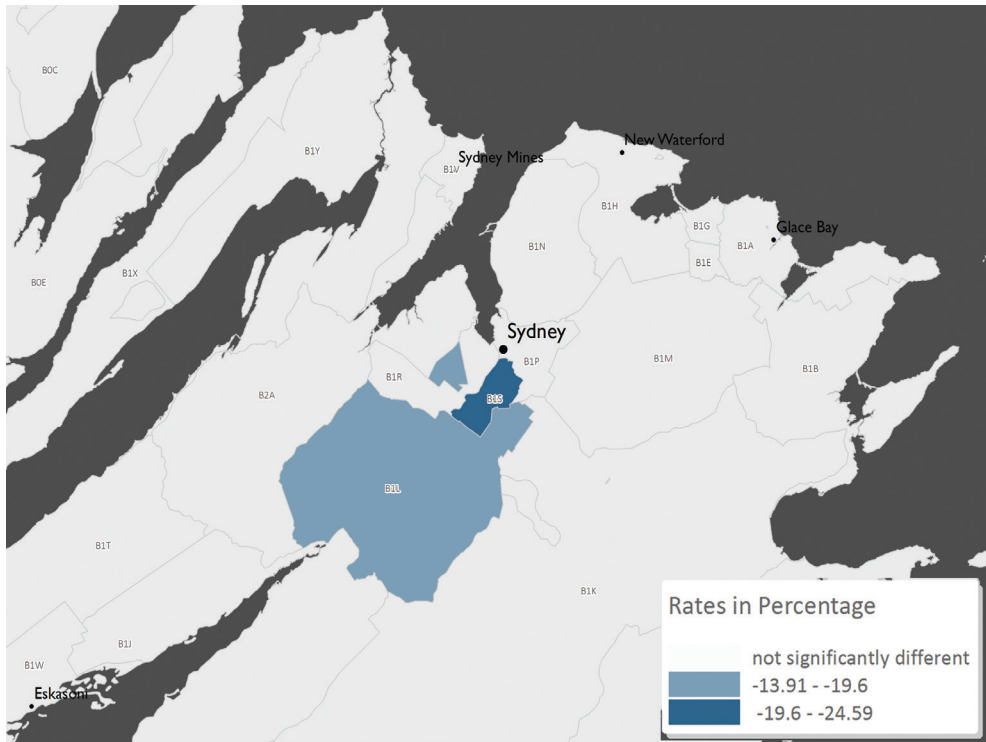 B0C
New Waterford
B1Y
Sydney Mines
B1V
B1H
B1G
Glace Bay
B1N
B1A
B1E
B1X
B0E
Sydney
B1P
B1M
B1B
B1R
B2A
B1S
B1L
B1T
B1K
B1J
B1W
Eskasoni
Rates in Percentage
not significantly different
-13.91 - -19.6
-19.6 - -24.59